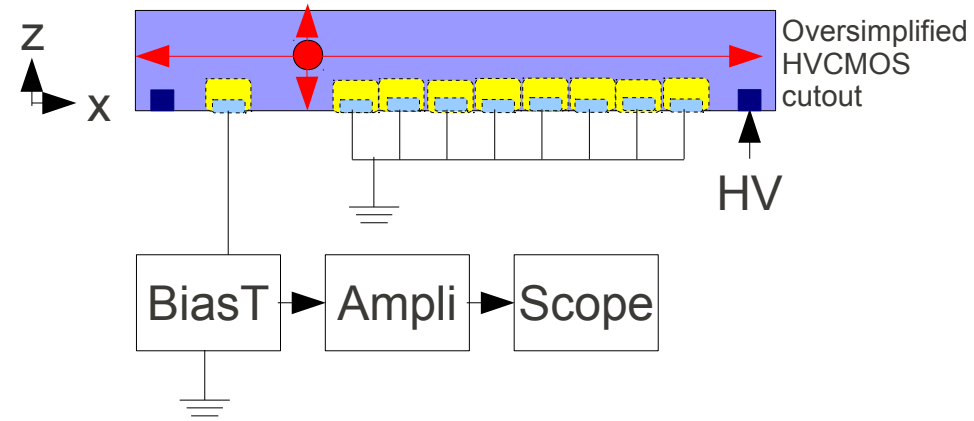 Z
X
Oversimplified
HVCMOS
cutout
HV
BiasT
Ampli
Scope